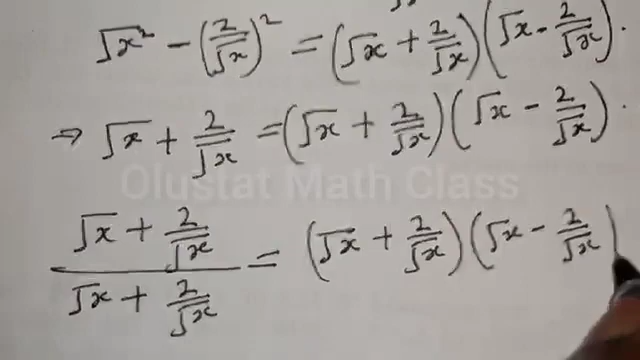 √x² − (2/√x)² = (√x + 2/√x)(√x − 2/√x).
⇒ √x + 2/√x = (√x + 2/√x)(√x − 2/√x).
Olustat Math Class
(√x + 2/√x)/(√x + 2/√x) = (√x + 2/√x)(√x − 2/√x)